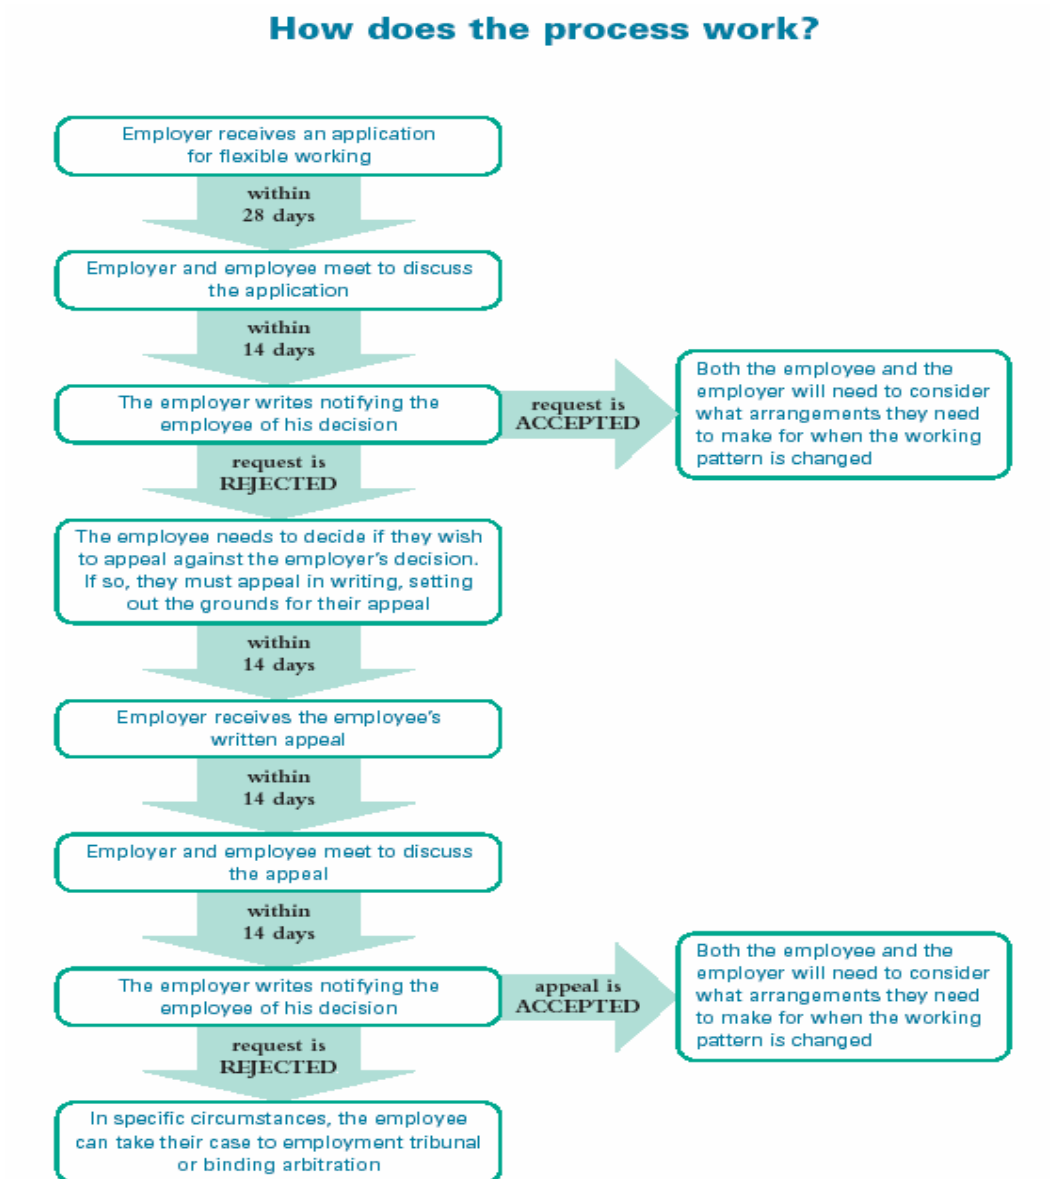 How does the process work?
Employer receives an application
for flexible working
within
28 days
Employer and employee meet to discuss
the application
within
14 days
The employer writes notifying the
employee of his decision
request is
ACCEPTED
Both the employee and the
employer will need to consider
what arrangements they need
to make for when the working
pattern is changed
request is
REJECTED
The employee needs to decide if they wish
to appeal against the employer's decision.
If so, they must appeal in writing, setting
out the grounds for their appeal
within
14 days
Employer receives the employee's
written appeal
within
14 days
Employer and employee meet to discuss
the appeal
within
14 days
The employer writes notifying the
employee of his decision
appeal is
ACCEPTED
Both the employee and the
employer will need to consider
what arrangements they need
to make for when the working
pattern is changed
request is
REJECTED
In specific circumstances, the employee
can take their case to employment tribunal
or binding arbitration